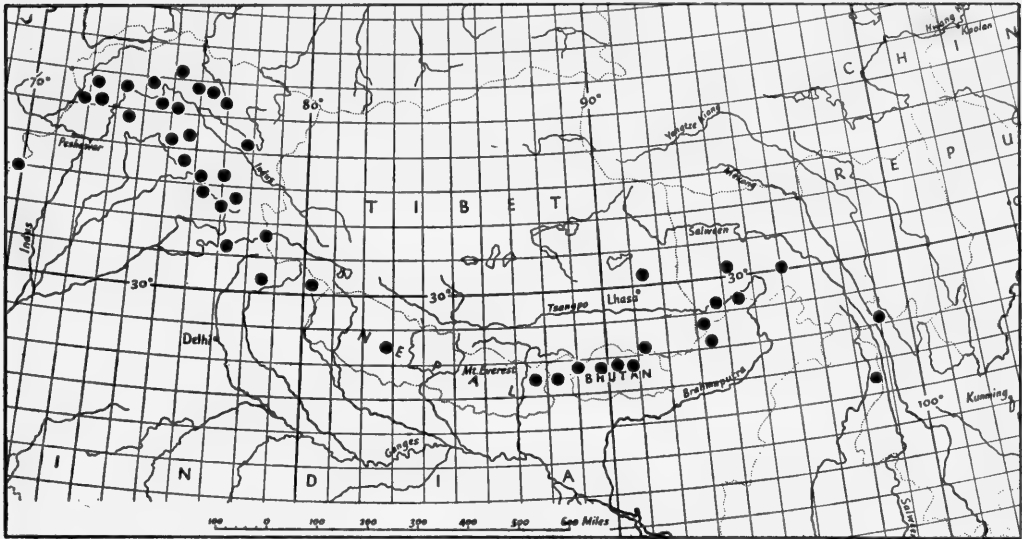 Hwang H
Kaolan
C H I N
70°
80°
90°
Yangtze Kiang
Peshawar
R E P U
Mekong
Indus
T I B E T
Salween
Indus
30°
30°
30°
Lhasa
Tsangpo
Delhi
N E P A L
Mt. Everest
BHUTAN
Brahmaputra
100°
Kunming
Ganges
I N D I A
Salween
100 0 100 200 300 400 500 600 Miles